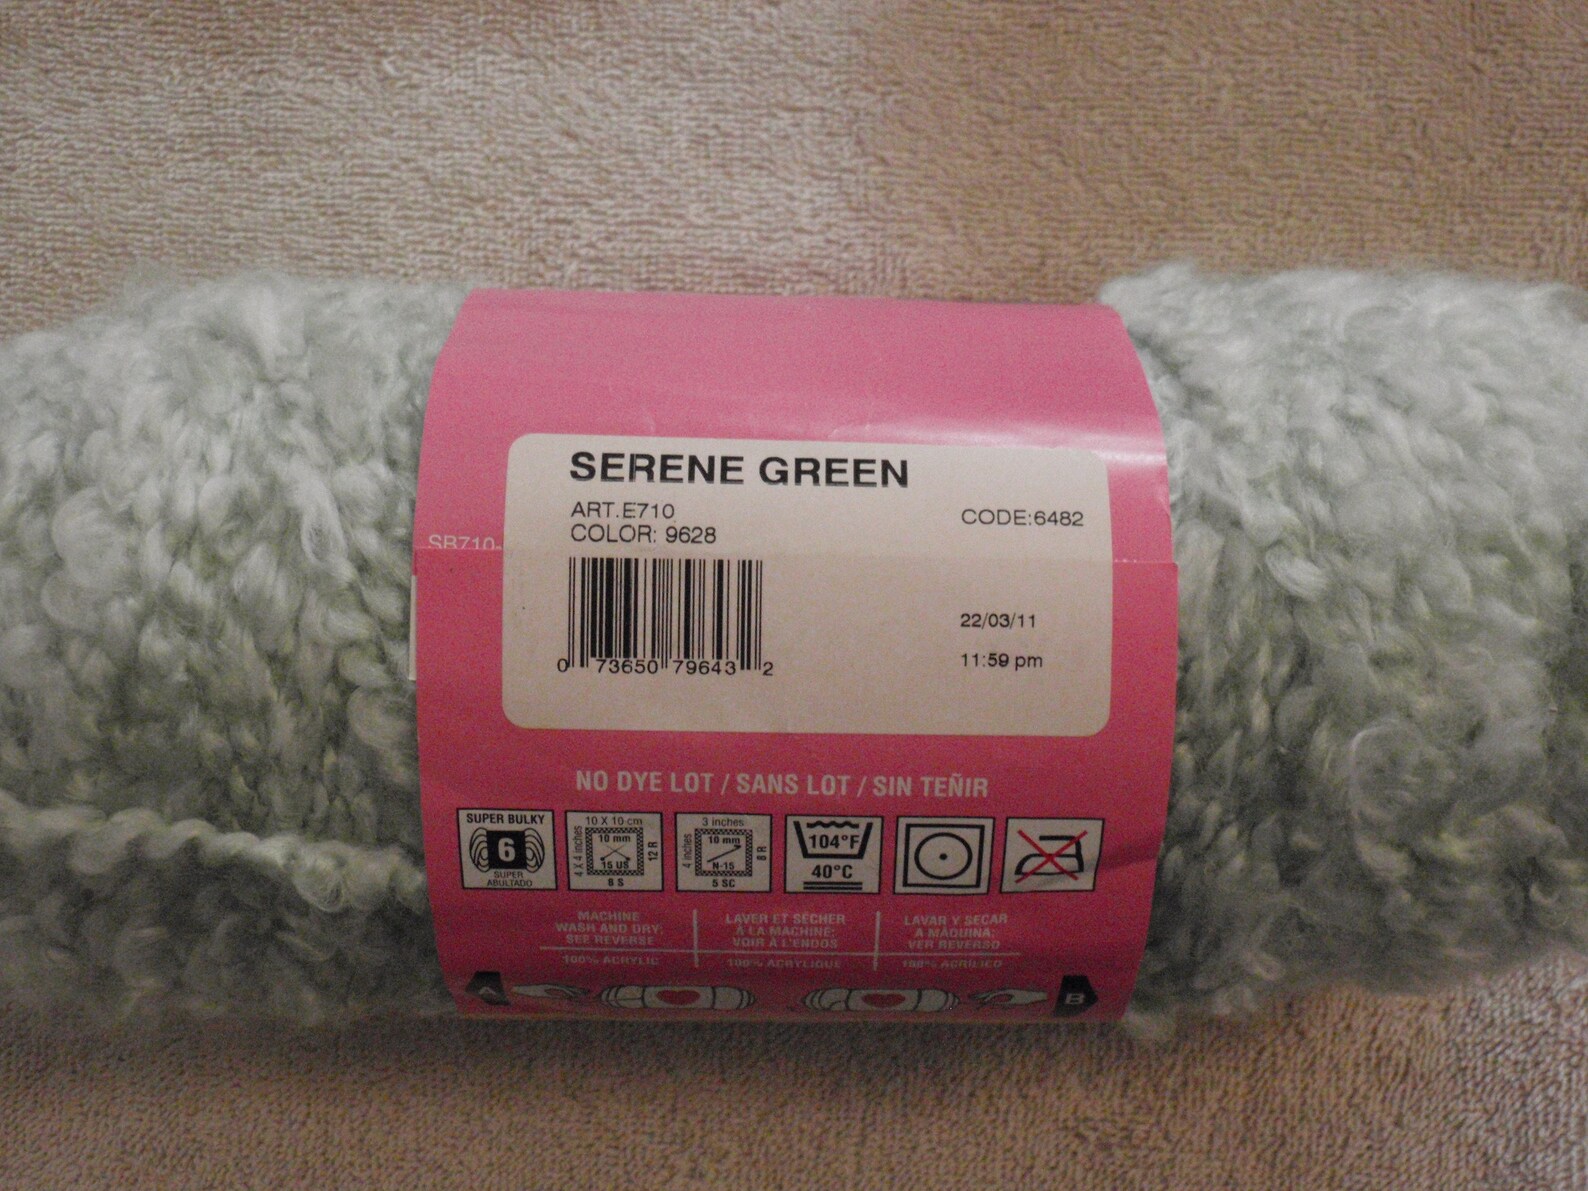 SERENE GREEN
ART.E710
COLOR: 9628
CODE:6482
SB710-
22/03/11
11:59 pm
0 73650 79643 2
NO DYE LOT / SANS LOT / SIN TEÑIR
SUPER BULKY
6
SUPER
ABULTADO
10 X 10 cm
4 X 4 inches
10 mm
15 US
12 R
8 S
3 inches
4 inches
10 mm
N-15
8 R
5 SC
104°F
40°C
MACHINE
WASH AND DRY;
SEE REVERSE
100% ACRYLIC
LAVER ET SÉCHER
À LA MACHINE;
VOIR À L'ENDOS
100% ACRYLIQUE
LAVAR Y SECAR
A MÁQUINA;
VER REVERSO
100% ACRÍLICO
A
B